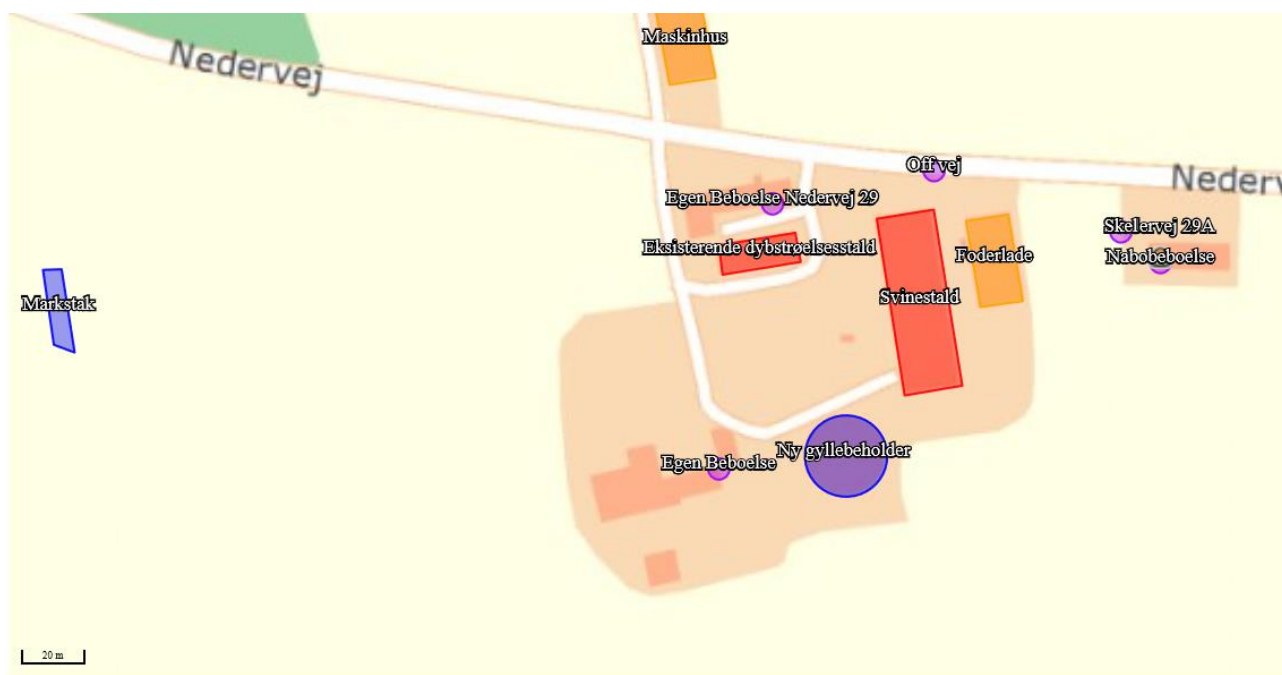 Maskinhus
Nedervej
Off vej
Nederv
Egen Beboelse Nedervej 29
Skelervej 29A
Eksisterende dybstrøelsesstald
Foderlade
Nabobeboelse
Svinestald
Markstak
Ny gyllebeholder
Egen Beboelse
20 m